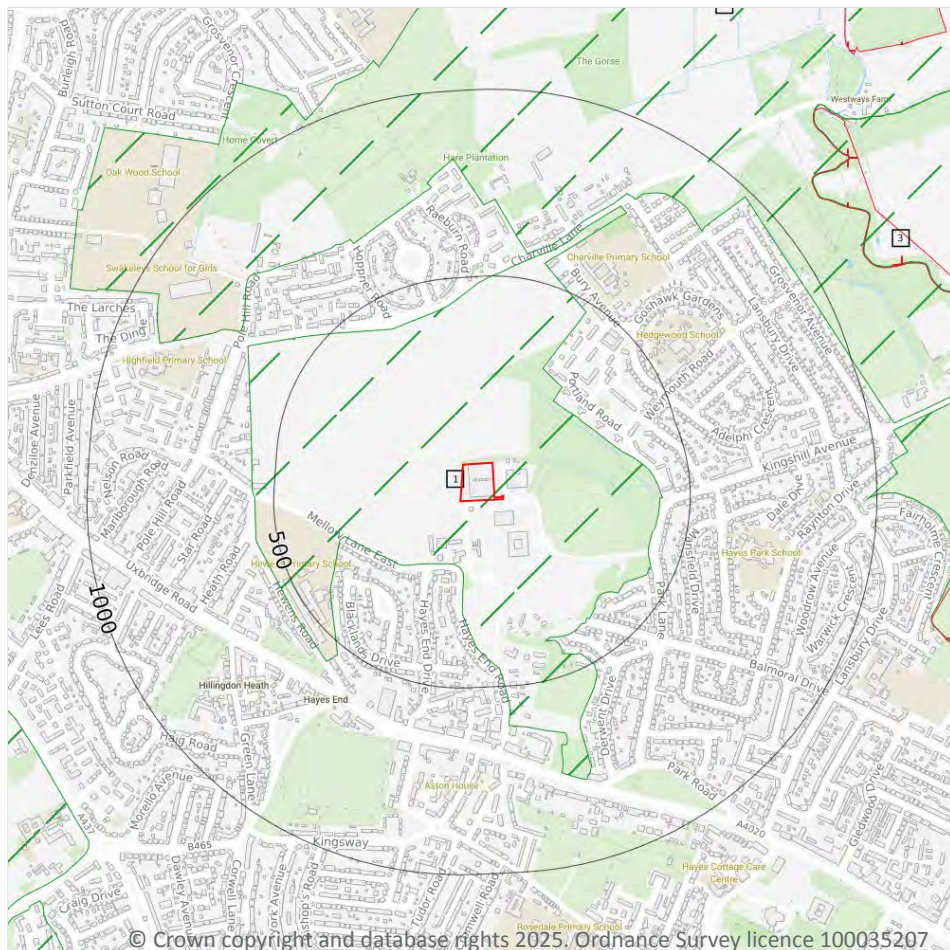 Burleigh Road
Grosvenor Crescent
Sutton Court Road
The Gorse
Westways Farm
Home Covert
Hare Plantation
Oak Wood School
Raeburn Road
Charville Lane
3
Charville Primary School
Swakeleys School for Girls
Hoppner Road
Bury Avenue
Goshawk Gardens
Grosvenor Avenue
Lansbury Drive
The Larches
The Dingle
Pole Hill Road
Hedgewood School
Highfield Primary School
Weymouth Road
Portland Road
Adelphi Crescent
Denziloe Avenue
Parkfield Avenue
Kingshill Avenue
Nelson Road
Marlborough Road
Pole Hill Road
Star Road
Heath Road
1
Dale Drive
Raynton Drive
Fairholme Crescent
Mellow Lane East
500
Mansfield Drive
Hayes Park School
Uxbridge Road
Hewens Road
Blacklands Drive
Hayes End Drive
Hayes End Road
Park Lane
Woodrow Avenue
Warwick Crescent
Lansbury Drive
1000
Lees Road
Balmoral Drive
Hillingdon Heath
Hayes End
Derwent Drive
Haig Road
Green Lane
Morello Avenue
Aston House
Park Road
A4020
Gledwood Drive
A437
B465
Kingsway
Hayes Cottage Care
Centre
Craig Drive
Dawley Avenue
Corwell Lane
York Avenue
Tudor Road
Rosedale Primary School
© Crown copyright and database rights 2025. Ordnance Survey licence 100035207